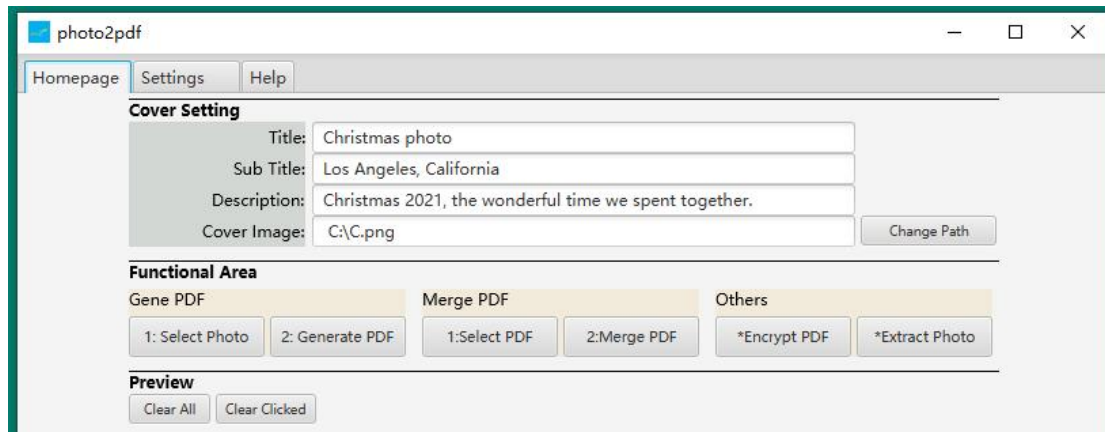 photo2pdf
Homepage Settings Help
Cover Setting
Title: Christmas photo
Sub Title: Los Angeles, California
Description: Christmas 2021, the wonderful time we spent together.
Cover Image: C:\C.png Change Path
Functional Area
Gene PDF Merge PDF Others
1: Select Photo 2: Generate PDF 1:Select PDF 2:Merge PDF *Encrypt PDF *Extract Photo
Preview
Clear All Clear Clicked